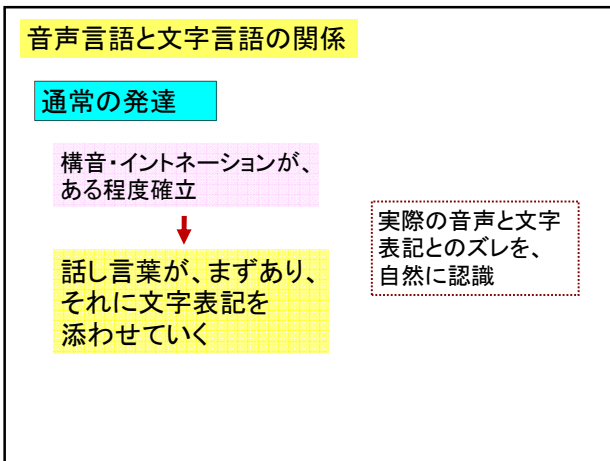 音声言語と文字言語の関係
通常の発達
構音・イントネーションが、
ある程度確立
話し言葉が、まずあり、
それに文字表記を
添わせていく
実際の音声と文字
表記とのズレを、
自然に認識